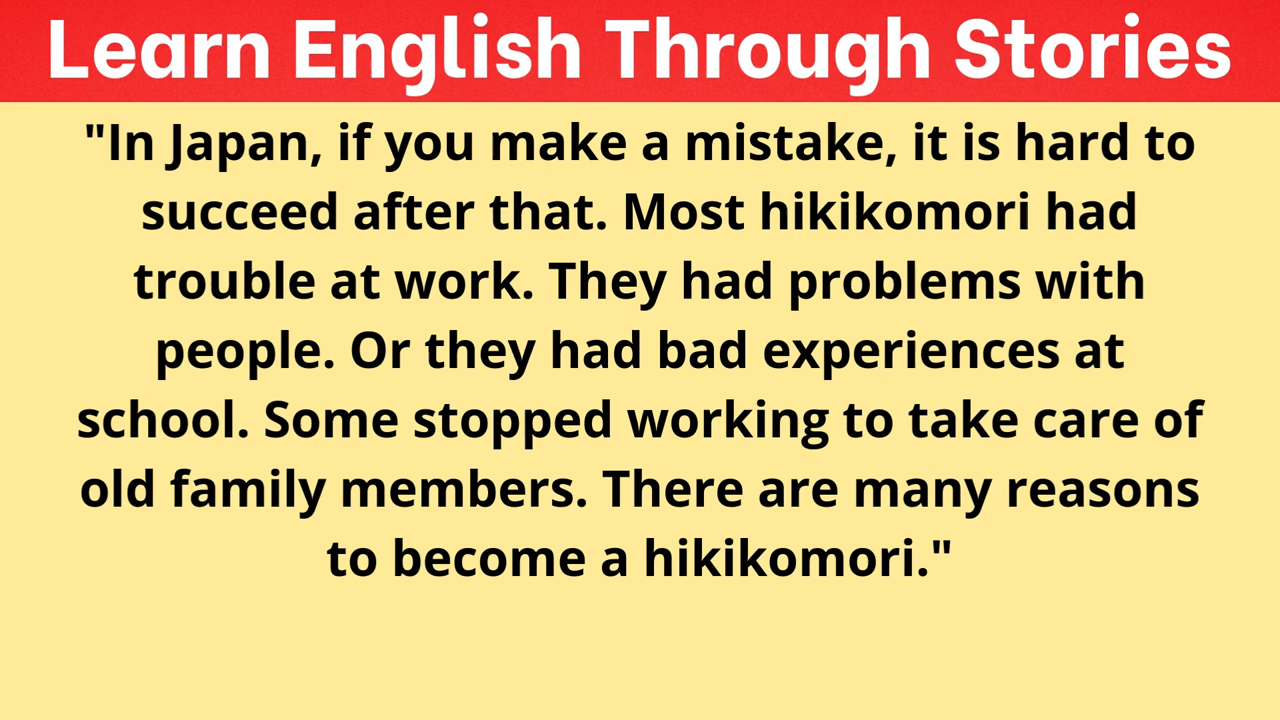 Learn English Through Stories
"In Japan, if you make a mistake, it is hard to
succeed after that. Most hikikomori had
trouble at work. They had problems with
people. Or they had bad experiences at
school. Some stopped working to take care of
old family members. There are many reasons
to become a hikikomori."